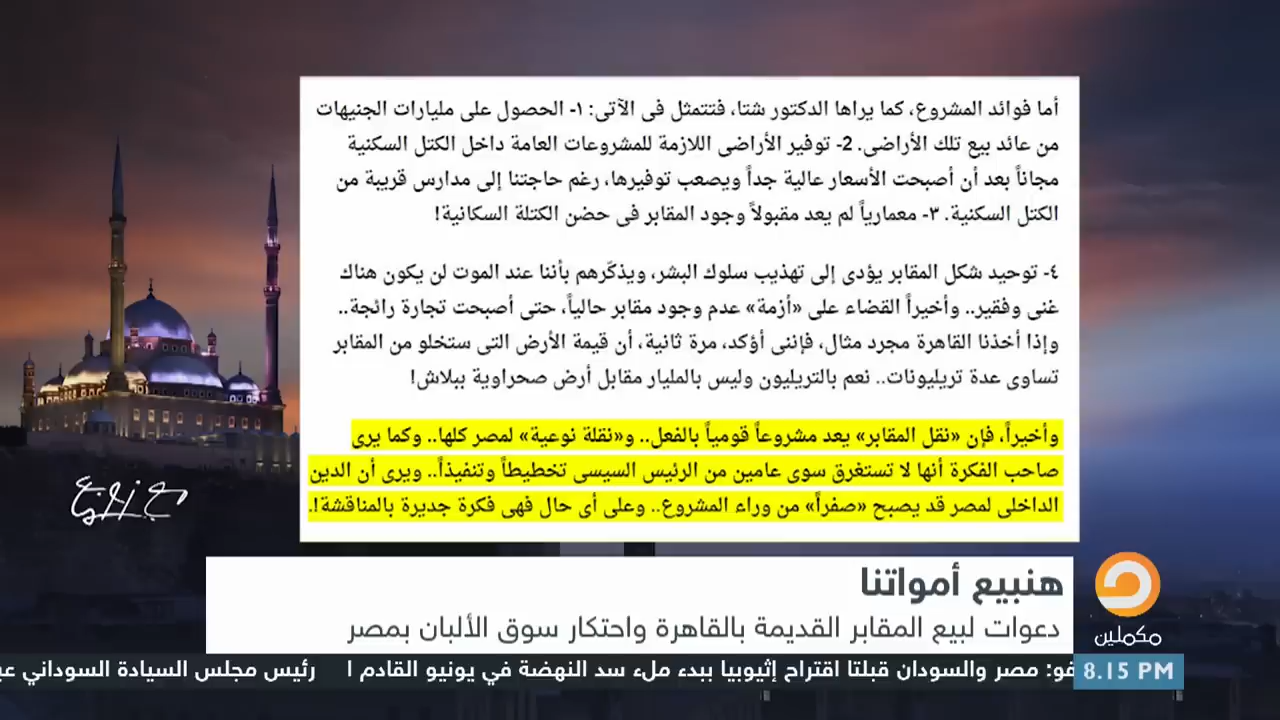 أما فوائد المشروع، كما يراها الدكتور شتا، فتتمثل فى الآتى: ١- الحصول على مليارات الجنيهات
من عائد بيع تلك الأراضى. 2- توفير الأراضى اللازمة للمشروعات العامة داخل الكتل السكنية
مجاناً بعد أن أصبحت الأسعار عالية جداً ويصعب توفيرها، رغم حاجتنا إلى مدارس قريبة من
الكتل السكنية. ٣- معمارياً لم يعد مقبولاً وجود المقابر فى حضن الكتلة السكانية!
٤- توحيد شكل المقابر يؤدى إلى تهذيب سلوك البشر، ويذكّرهم بأننا عند الموت لن يكون هناك
غنى وفقير.. وأخيراً القضاء على «أزمة» عدم وجود مقابر حالياً، حتى أصبحت تجارة رائجة..
وإذا أخذنا القاهرة مجرد مثال، فإننى أؤكد، مرة ثانية، أن قيمة الأرض التى ستخلو من المقابر
تساوى عدة تريليونات.. نعم بالتريليون وليس بالمليار مقابل أرض صحراوية ببلاش!
وأخيراً، فإن «نقل المقابر» يعد مشروعاً قومياً بالفعل.. و«نقلة نوعية» لمصر كلها.. وكما يرى
صاحب الفكرة أنها لا تستغرق سوى عامين من الرئيس السيسى تخطيطاً وتنفيذاً.. ويرى أن الدين
الداخلى لمصر قد يصبح «صفراً» من وراء المشروع.. وعلى أى حال فهى فكرة جديرة بالمناقشة!.
هنبيع أمواتنا
دعوات لبيع المقابر القديمة بالقاهرة واحتكار سوق الألبان بمصر
مكملين
8.15 PM
فو: مصر والسودان قبلتا اقتراح إثيوبيا ببدء ملء سد النهضة في يونيو القادم ا رئيس مجلس السيادة السوداني عب